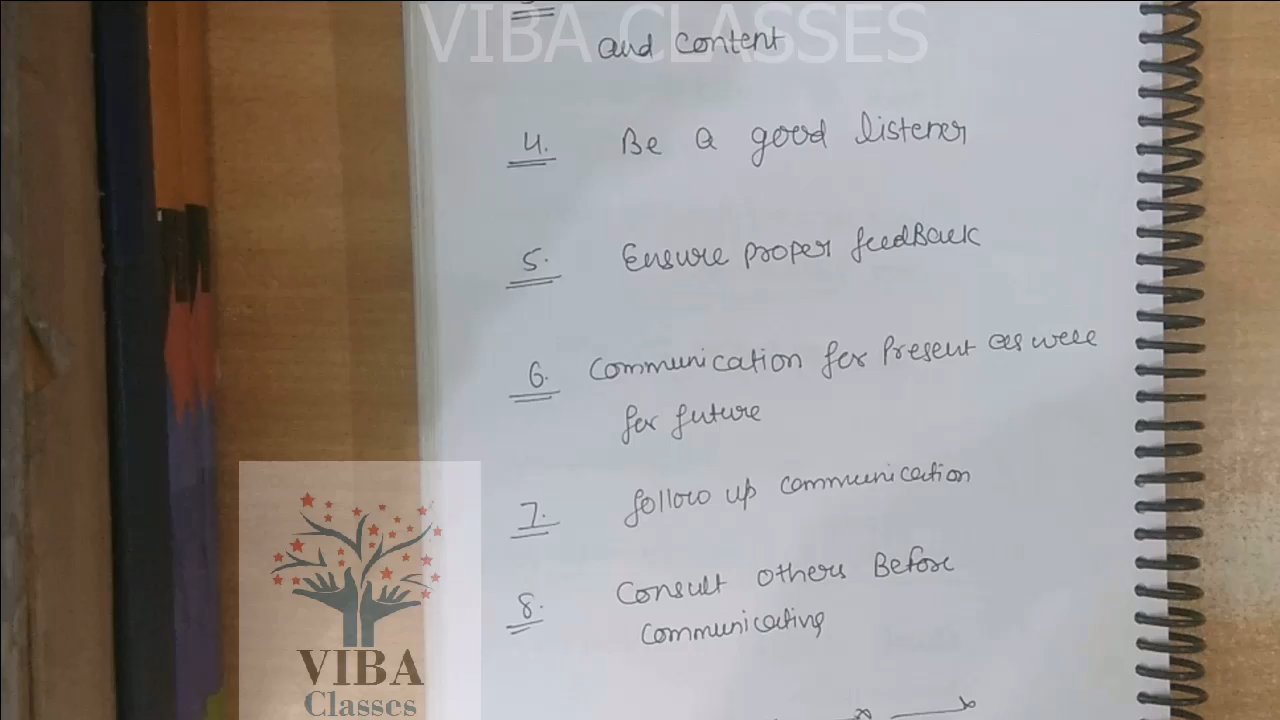 VIBA CLASSES
and content
4. Be a good listener
5. Ensure proper feedBack
6. Communication for Present as well
for future
7. follow up communication
8. Consult others Before
communicating
VIBA
Classes